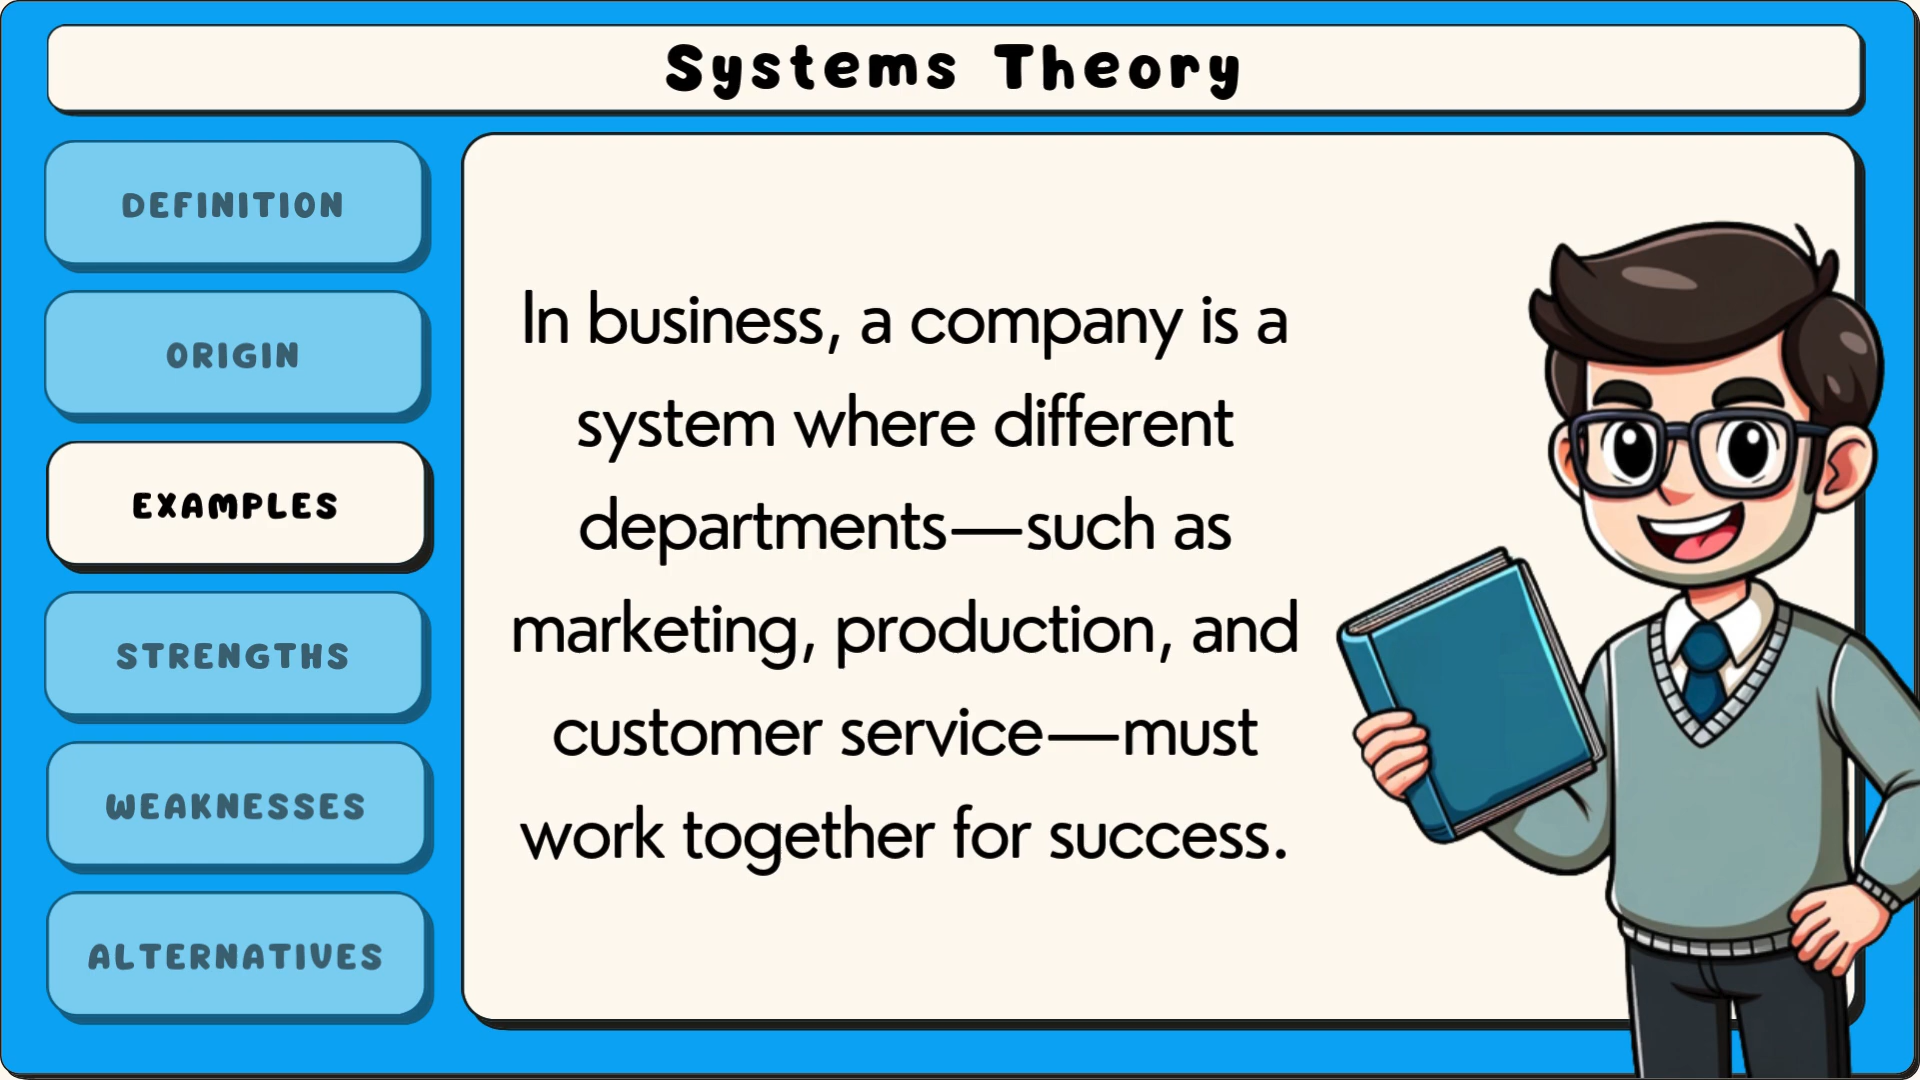 Systems Theory
DEFINITION
ORIGIN
EXAMPLES
STRENGTHS
WEAKNESSES
ALTERNATIVES
In business, a company is a
system where different
departments—such as
marketing, production, and
customer service—must
work together for success.